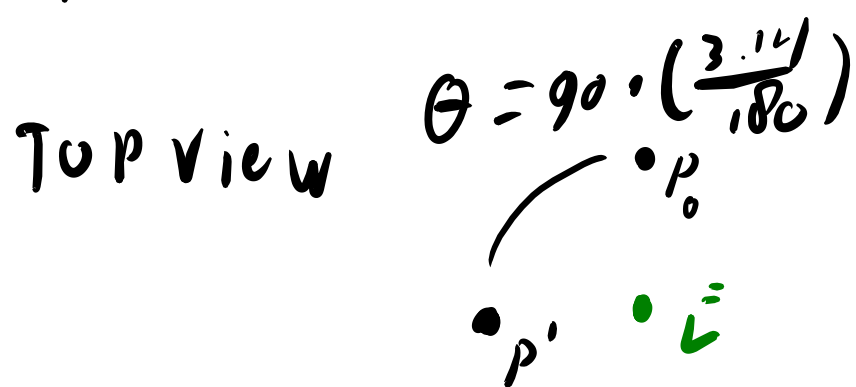 θ = 90 · (3.14/180)
Top view
P₀
p'